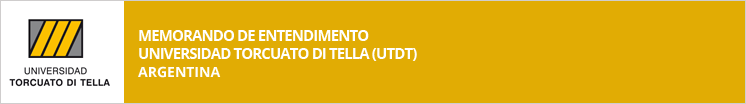 UNIVERSIDAD
TORCUATO DI TELLA
MEMORANDO DE ENTENDIMENTO
UNIVERSIDAD TORCUATO DI TELLA (UTDT)
ARGENTINA